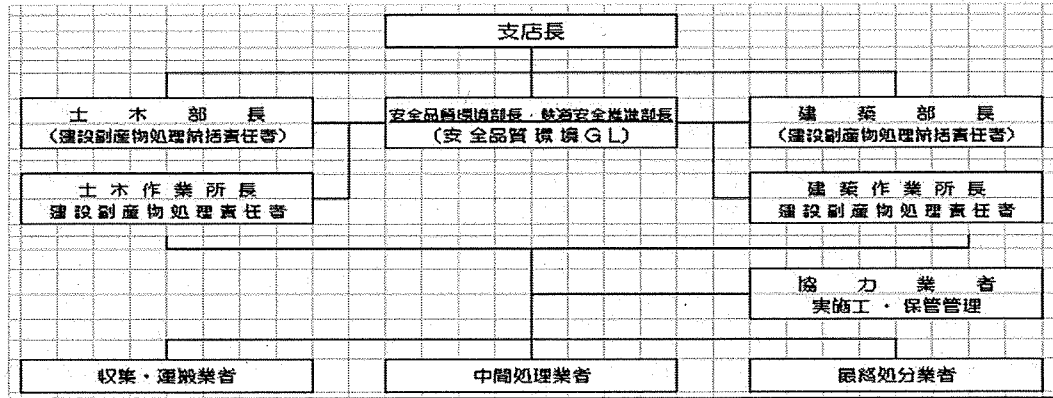 支店長
土木部長
(建設副産物処理統括責任者)
安全品質環境部長・鉄道安全推進部長
(安全品質環境GL)
建築部長
(建設副産物処理統括責任者)
土木作業所長
建設副産物処理責任者
建築作業所長
建設副産物処理責任者
協力業者
実施工・保管管理
収集・運搬業者
中間処理業者
最終処分業者